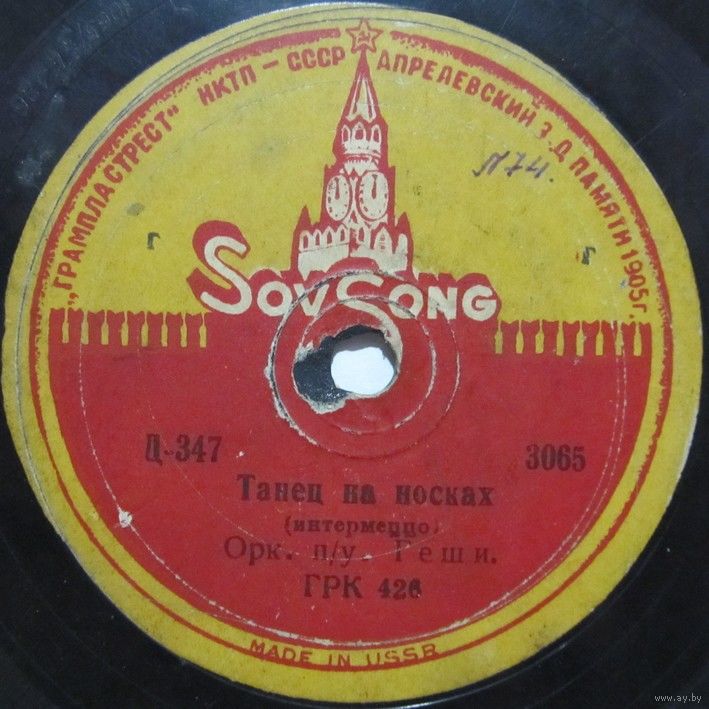 „ГРАМПЛАСТРЕСТ" НКТП – СССР АПРЕЛЕВСКИЙ З-Д ПАМЯТИ 1905 г.
N 74.
г г
SovSong
Д-347 3065
Танец на носках
(интермеццо)
Орк. п/у. Геши.
ГРК 426
MADE IN USSR
www.ay.by